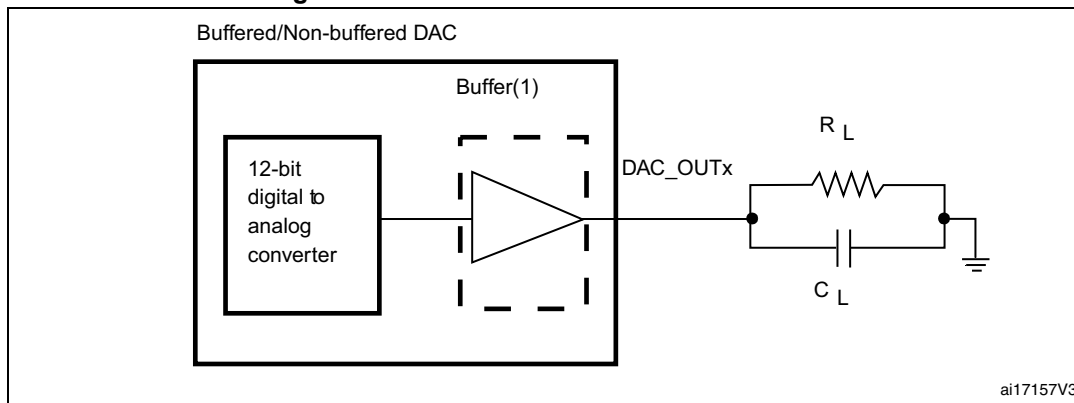 Buffered/Non-buffered DAC
Buffer(1)
12-bit
digital to
analog
converter
DAC_OUTx
R L
C L
ai17157V3